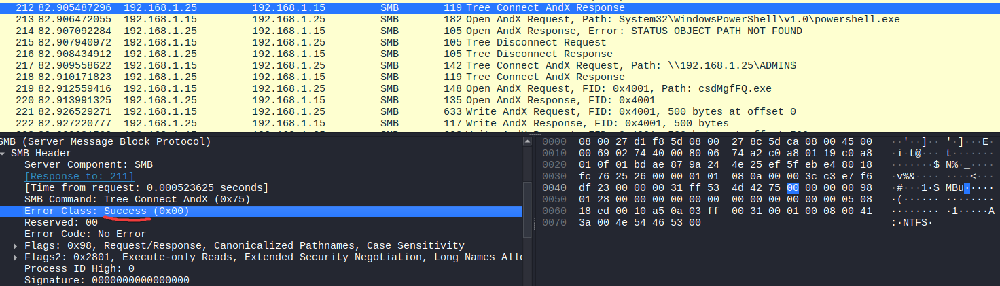 212 82.905487296 192.168.1.25 192.168.1.15 SMB 119 Tree Connect AndX Response
213 82.906472055 192.168.1.15 192.168.1.25 SMB 182 Open AndX Request, Path: System32\WindowsPowerShell\v1.0\powershell.exe
214 82.907092284 192.168.1.25 192.168.1.15 SMB 105 Open AndX Response, Error: STATUS_OBJECT_PATH_NOT_FOUND
215 82.907940972 192.168.1.15 192.168.1.25 SMB 105 Tree Disconnect Request
216 82.908434912 192.168.1.25 192.168.1.15 SMB 105 Tree Disconnect Response
217 82.909558622 192.168.1.15 192.168.1.25 SMB 142 Tree Connect AndX Request, Path: \\192.168.1.25\ADMIN$
218 82.910171823 192.168.1.25 192.168.1.15 SMB 119 Tree Connect AndX Response
219 82.912559416 192.168.1.15 192.168.1.25 SMB 148 Open AndX Request, FID: 0x4001, Path: csdMgfFQ.exe
220 82.913991325 192.168.1.25 192.168.1.15 SMB 135 Open AndX Response, FID: 0x4001
221 82.926529271 192.168.1.15 192.168.1.25 SMB 633 Write AndX Request, FID: 0x4001, 500 bytes at offset 0
222 82.927220777 192.168.1.25 192.168.1.15 SMB 117 Write AndX Response, FID: 0x4001, 500 bytes
SMB (Server Message Block Protocol)
SMB Header
Server Component: SMB
[Response to: 211]
[Time from request: 0.000523625 seconds]
SMB Command: Tree Connect AndX (0x75)
Error Class: Success (0x00)
Reserved: 00
Error Code: No Error
Flags: 0x98, Request/Response, Canonicalized Pathnames, Case Sensitivity
Flags2: 0x2801, Execute-only Reads, Extended Security Negotiation, Long Names Allo
Process ID High: 0
Signature: 0000000000000000
0000 08 00 27 d1 f8 5d 08 00 27 8c 5d ca 08 00 45 00 ··'··]·· '·]···E·
0010 00 69 02 74 40 00 80 06 74 a2 c0 a8 01 19 c0 a8 ·i·t@··· t·······
0020 01 0f 01 bd ae 87 9a 24 4e 25 ef 5f eb e4 80 18 ·······$ N%·_····
0030 fc 76 25 26 00 00 01 01 08 0a 00 00 3c c3 e7 f6 ·v%&···· ····<···
0040 df 23 00 00 00 31 ff 53 4d 42 75 00 00 00 00 98 ·#···1·S MBu·····
0050 01 28 00 00 00 00 00 00 00 00 00 00 00 00 05 08 ·(······ ········
0060 18 ed 00 10 a5 0a 03 ff 00 31 00 01 00 08 00 41 ········ ·1·····A
0070 3a 00 4e 54 46 53 00 :·NTFS·